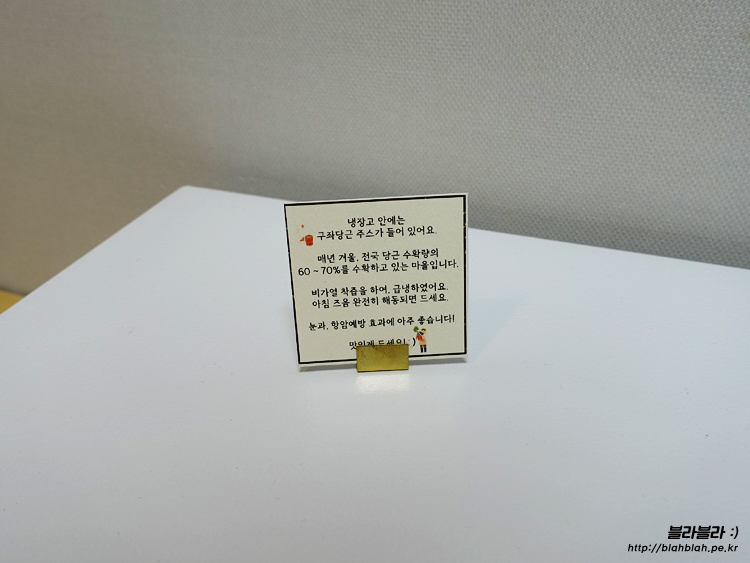 냉장고 안에는
구좌당근 주스가 들어 있어요.
매년 겨울, 전국 당근 수확량의
60 ~ 70%를 수확하고 있는 마을입니다.
비가열 착즙을 하여, 급냉하였어요.
아침 즈음 완전히 해동되면 드세요.
눈과, 항암예방 효과에 아주 좋습니다!
맛있게 드세요! :)
블라블라 :)
http://blahblah.pe.kr